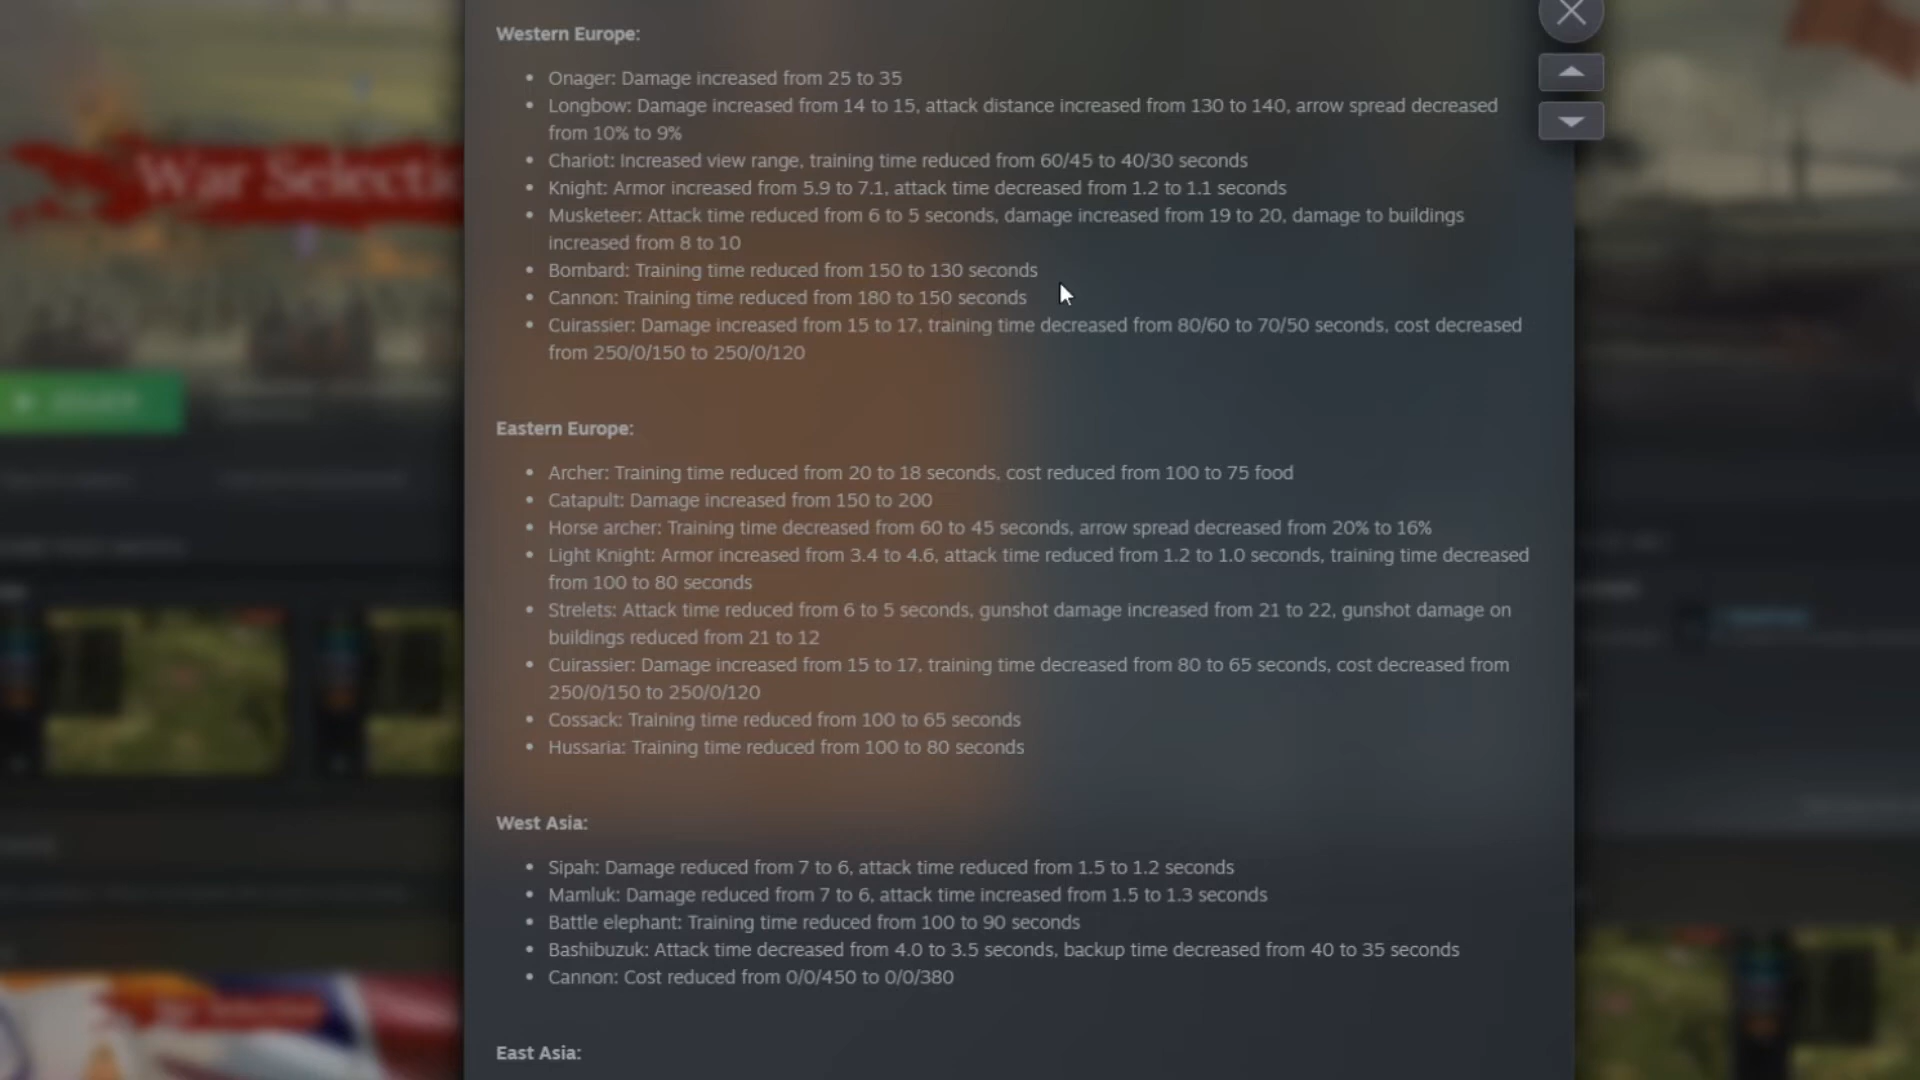 Western Europe:
• Onager: Damage increased from 25 to 35
• Longbow: Damage increased from 14 to 15, attack distance increased from 130 to 140, arrow spread decreased
from 10% to 9%
• Chariot: Increased view range, training time reduced from 60/45 to 40/30 seconds
• Knight: Armor increased from 5.9 to 7.1, attack time decreased from 1.2 to 1.1 seconds
• Musketeer: Attack time reduced from 6 to 5 seconds, damage increased from 19 to 20, damage to buildings
increased from 8 to 10
• Bombard: Training time reduced from 150 to 130 seconds
• Cannon: Training time reduced from 180 to 150 seconds
• Cuirassier: Damage increased from 15 to 17, training time decreased from 80/60 to 70/50 seconds, cost decreased
from 250/0/150 to 250/0/120
Eastern Europe:
• Archer: Training time reduced from 20 to 18 seconds, cost reduced from 100 to 75 food
• Catapult: Damage increased from 150 to 200
• Horse archer: Training time decreased from 60 to 45 seconds, arrow spread decreased from 20% to 16%
• Light Knight: Armor increased from 3.4 to 4.6, attack time reduced from 1.2 to 1.0 seconds, training time decreased
from 100 to 80 seconds
• Strelets: Attack time reduced from 6 to 5 seconds, gunshot damage increased from 21 to 22, gunshot damage on
buildings reduced from 21 to 12
• Cuirassier: Damage increased from 15 to 17, training time decreased from 80 to 65 seconds, cost decreased from
250/0/150 to 250/0/120
• Cossack: Training time reduced from 100 to 65 seconds
• Hussaria: Training time reduced from 100 to 80 seconds
West Asia:
• Sipah: Damage reduced from 7 to 6, attack time reduced from 1.5 to 1.2 seconds
• Mamluk: Damage reduced from 7 to 6, attack time increased from 1.5 to 1.3 seconds
• Battle elephant: Training time reduced from 100 to 90 seconds
• Bashibuzuk: Attack time decreased from 4.0 to 3.5 seconds, backup time decreased from 40 to 35 seconds
• Cannon: Cost reduced from 0/0/450 to 0/0/380
East Asia:
War Selectio